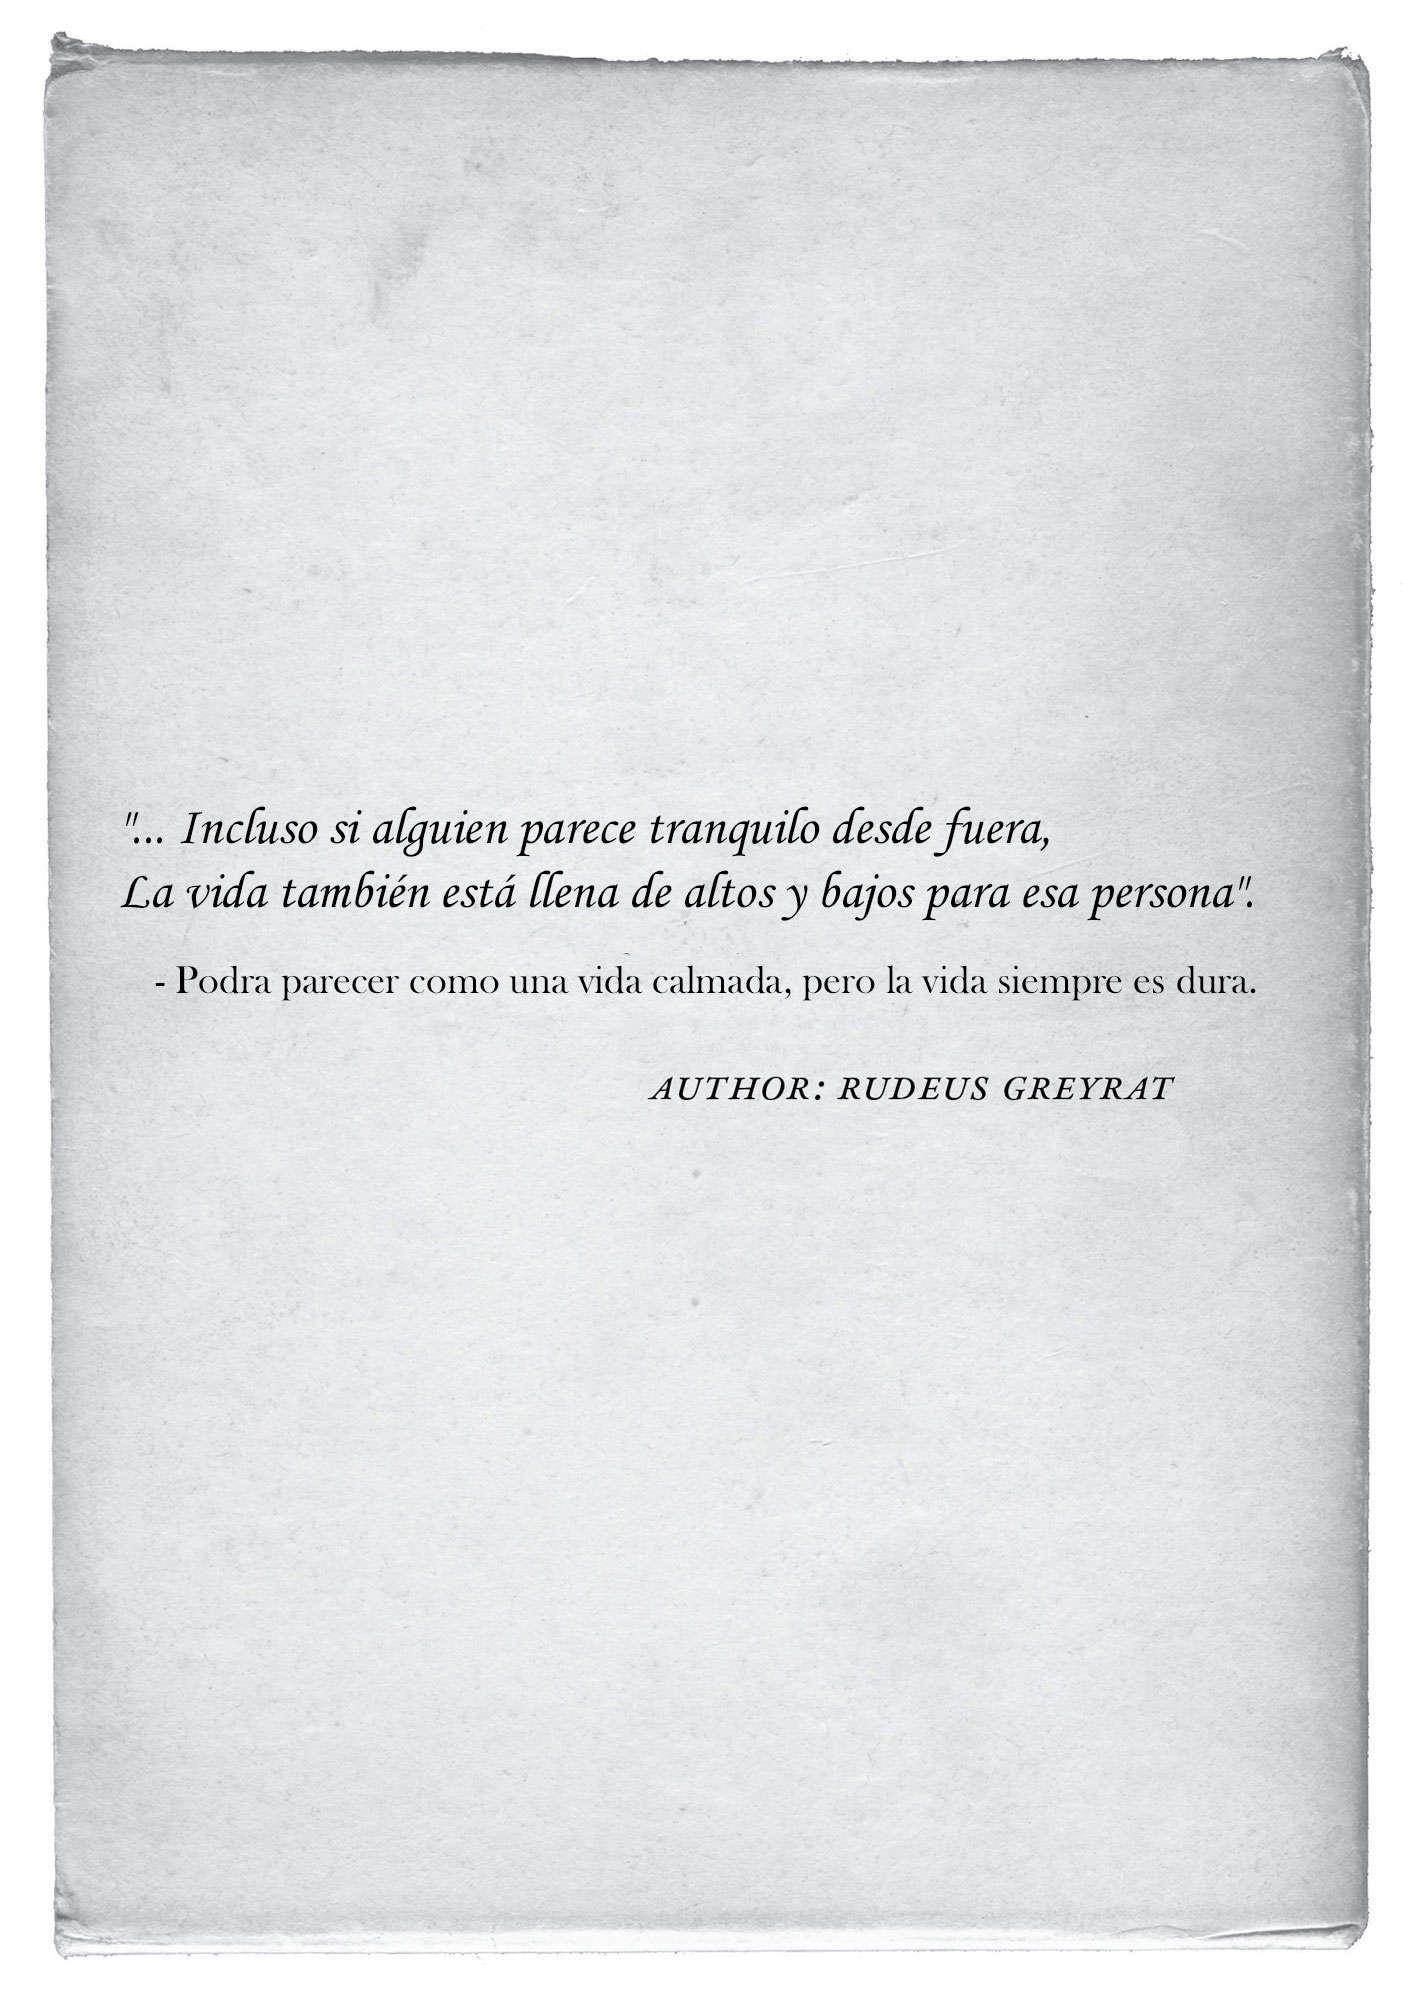 "... Incluso si alguien parece tranquilo desde fuera,
La vida también está llena de altos y bajos para esa persona".
- Podra parecer como una vida calmada, pero la vida siempre es dura.
AUTHOR: RUDEUS GREYRAT